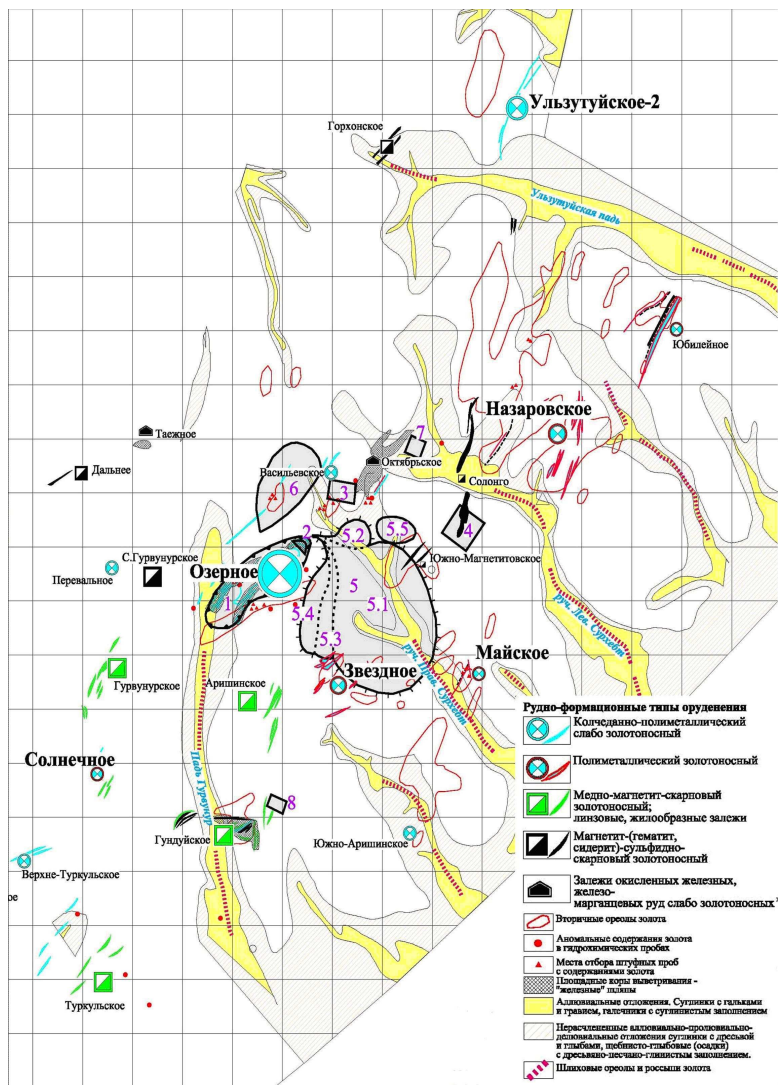 Ульзутуйское-2
Горхонское
Ульзутуйская падь
Юбилейное
Назаровское
Таежное
7
Октябрьское
Дальнее
Васильевское
6
3
Солонго
4
5.2
5.5
2
С.Гурвунурское
Южно-Магнетитовское
Перевальное
Озерное
5
1
5.4
5.1
5.3
руч. Лев. Сурхебт
руч. Прав. Сурхебт
Майское
Звездное
Гурвунурское
Аришинское
Солнечное
Падь Гурвунур
8
Гундуйское
Южно-Аришинское
Верхне-Туркульское
ое
Туркульское
Рудно-формационные типы оруденения
Колчеданно-полиметаллический
слабо золотоносный
Полиметаллический золотоносный
Медно-магнетит-скарновый
золотоносный;
линзовые, жилообразные залежи
Магнетит-(гематит,
сидерит)-сульфидно-
скарновый золотоносный
Залежи окисленных железных,
железо-
марганцевых руд слабо золотоносных
Вторичные ореолы золота
Аномальные содержания золота
в гидрохимических пробах
Места отбора штуфных проб
с содержаниями золота
Площадные коры выветривания -
"железные" шляпы
Аллювиальные отложения. Суглинки с гальками
и гравием, галечники с суглинистым заполнением
Нерасчлененные аллювиально-пролювиально-
делювиальные отложения суглинки с дресвой
и глыбами, щебнисто-глыбовые (осадки)
с дресвяно-песчано-глинистым заполнением.
Шлиховые ореолы и россыпи золота